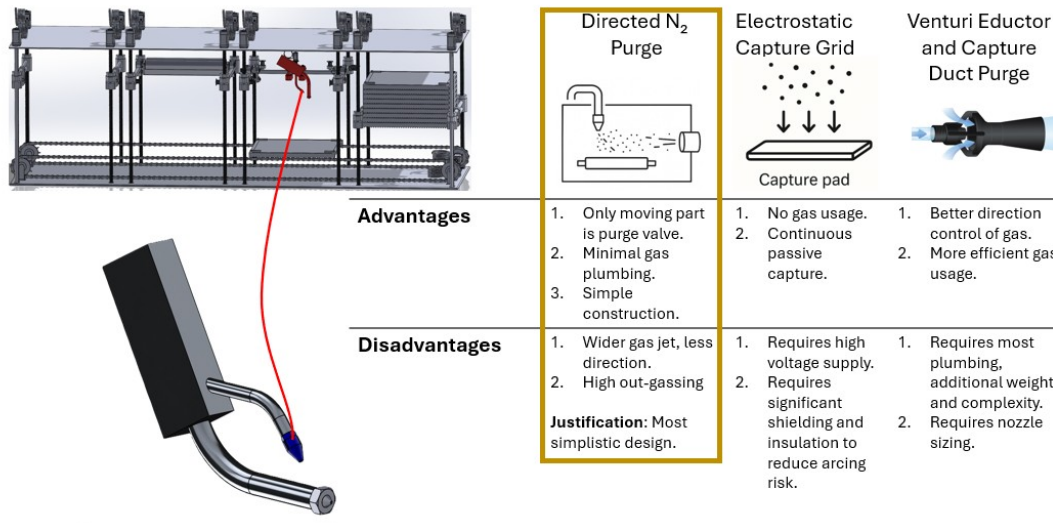 Directed N₂
Purge
Electrostatic
Capture Grid
Venturi Eductor
and Capture
Duct Purge
Capture pad
Advantages
1. Only moving part
is purge valve.
2. Minimal gas
plumbing.
3. Simple
construction.
1. No gas usage.
2. Continuous
passive
capture.
1. Better direction
control of gas.
2. More efficient gas
usage.
Disadvantages
1. Wider gas jet, less
direction.
2. High out-gassing
Justification: Most
simplistic design.
1. Requires high
voltage supply.
2. Requires
significant
shielding and
insulation to
reduce arcing
risk.
1. Requires most
plumbing,
additional weight
and complexity.
2. Requires nozzle
sizing.